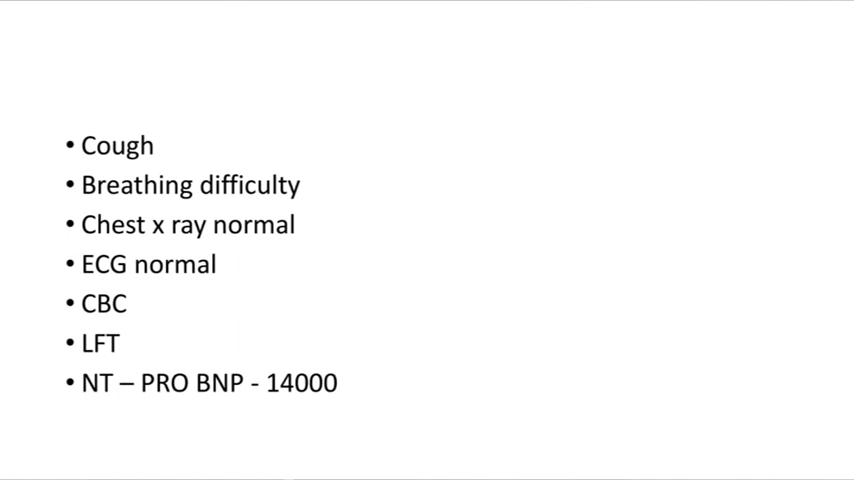 • Cough
• Breathing difficulty
• Chest x ray normal
• ECG normal
• CBC
• LFT
• NT – PRO BNP - 14000